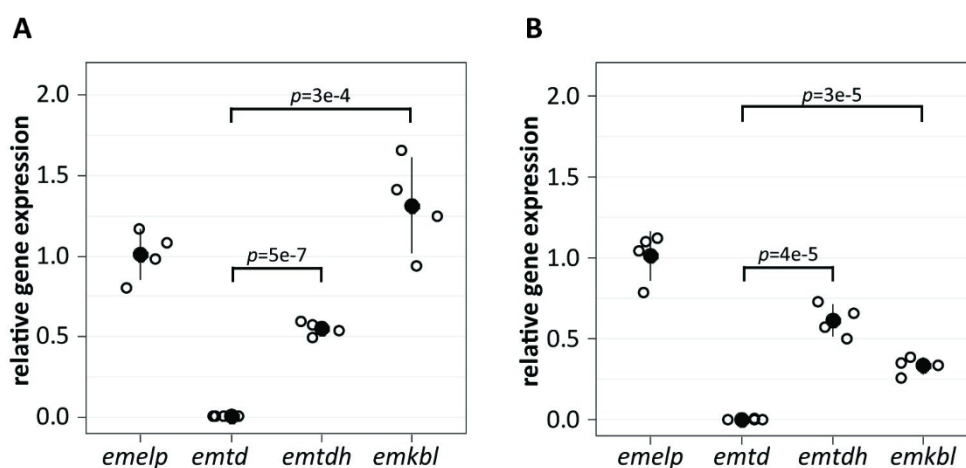 A
relative gene expression
2.0
1.5
1.0
0.5
0.0
p=3e-4
p=5e-7
emelp emtd emtdh emkbl
B
relative gene expression
2.0
1.5
1.0
0.5
0.0
p=3e-5
p=4e-5
emelp emtd emtdh emkbl